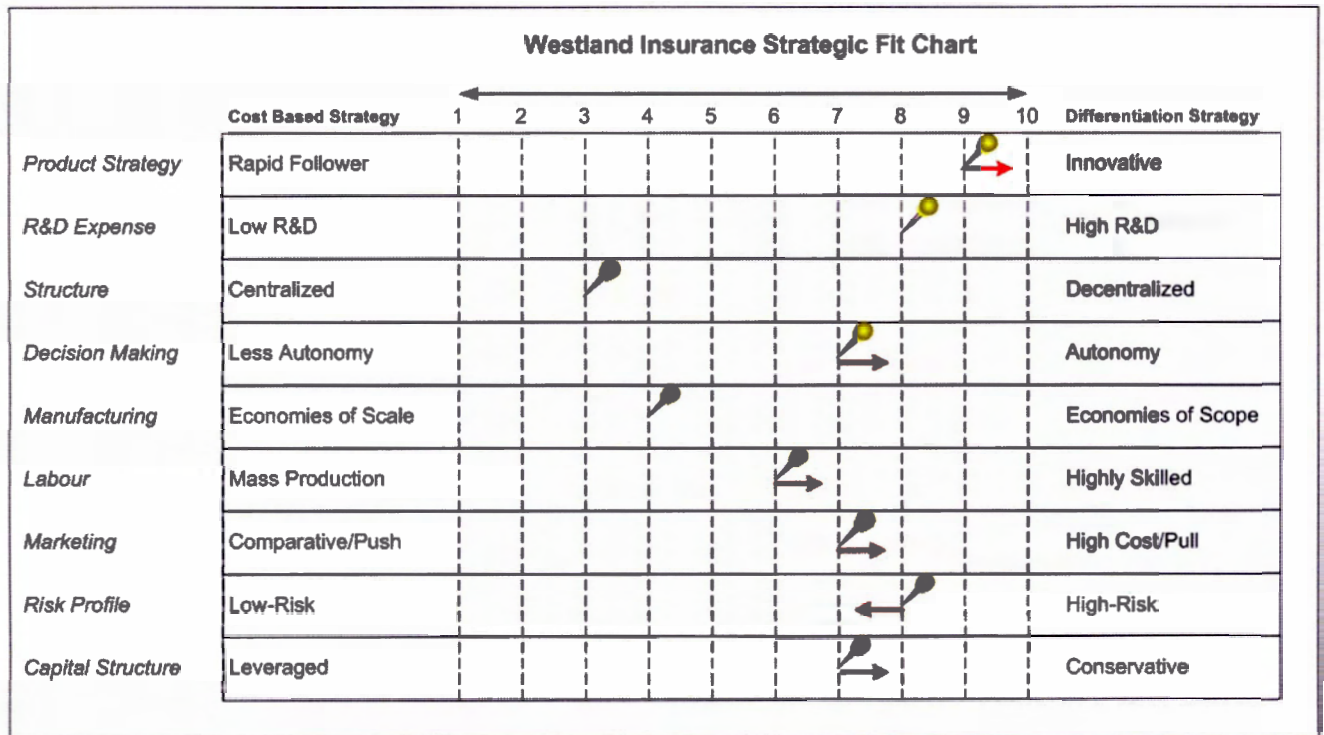 Westland Insurance Strategic Fit Chart
Cost Based Strategy 1 2 3 4 5 6 7 8 9 10 Differentiation Strategy
Product Strategy Rapid Follower Innovative
R&D Expense Low R&D High R&D
Structure Centralized Decentralized
Decision Making Less Autonomy Autonomy
Manufacturing Economies of Scale Economies of Scope
Labour Mass Production Highly Skilled
Marketing Comparative/Push High Cost/Pull
Risk Profile Low-Risk High-Risk
Capital Structure Leveraged Conservative